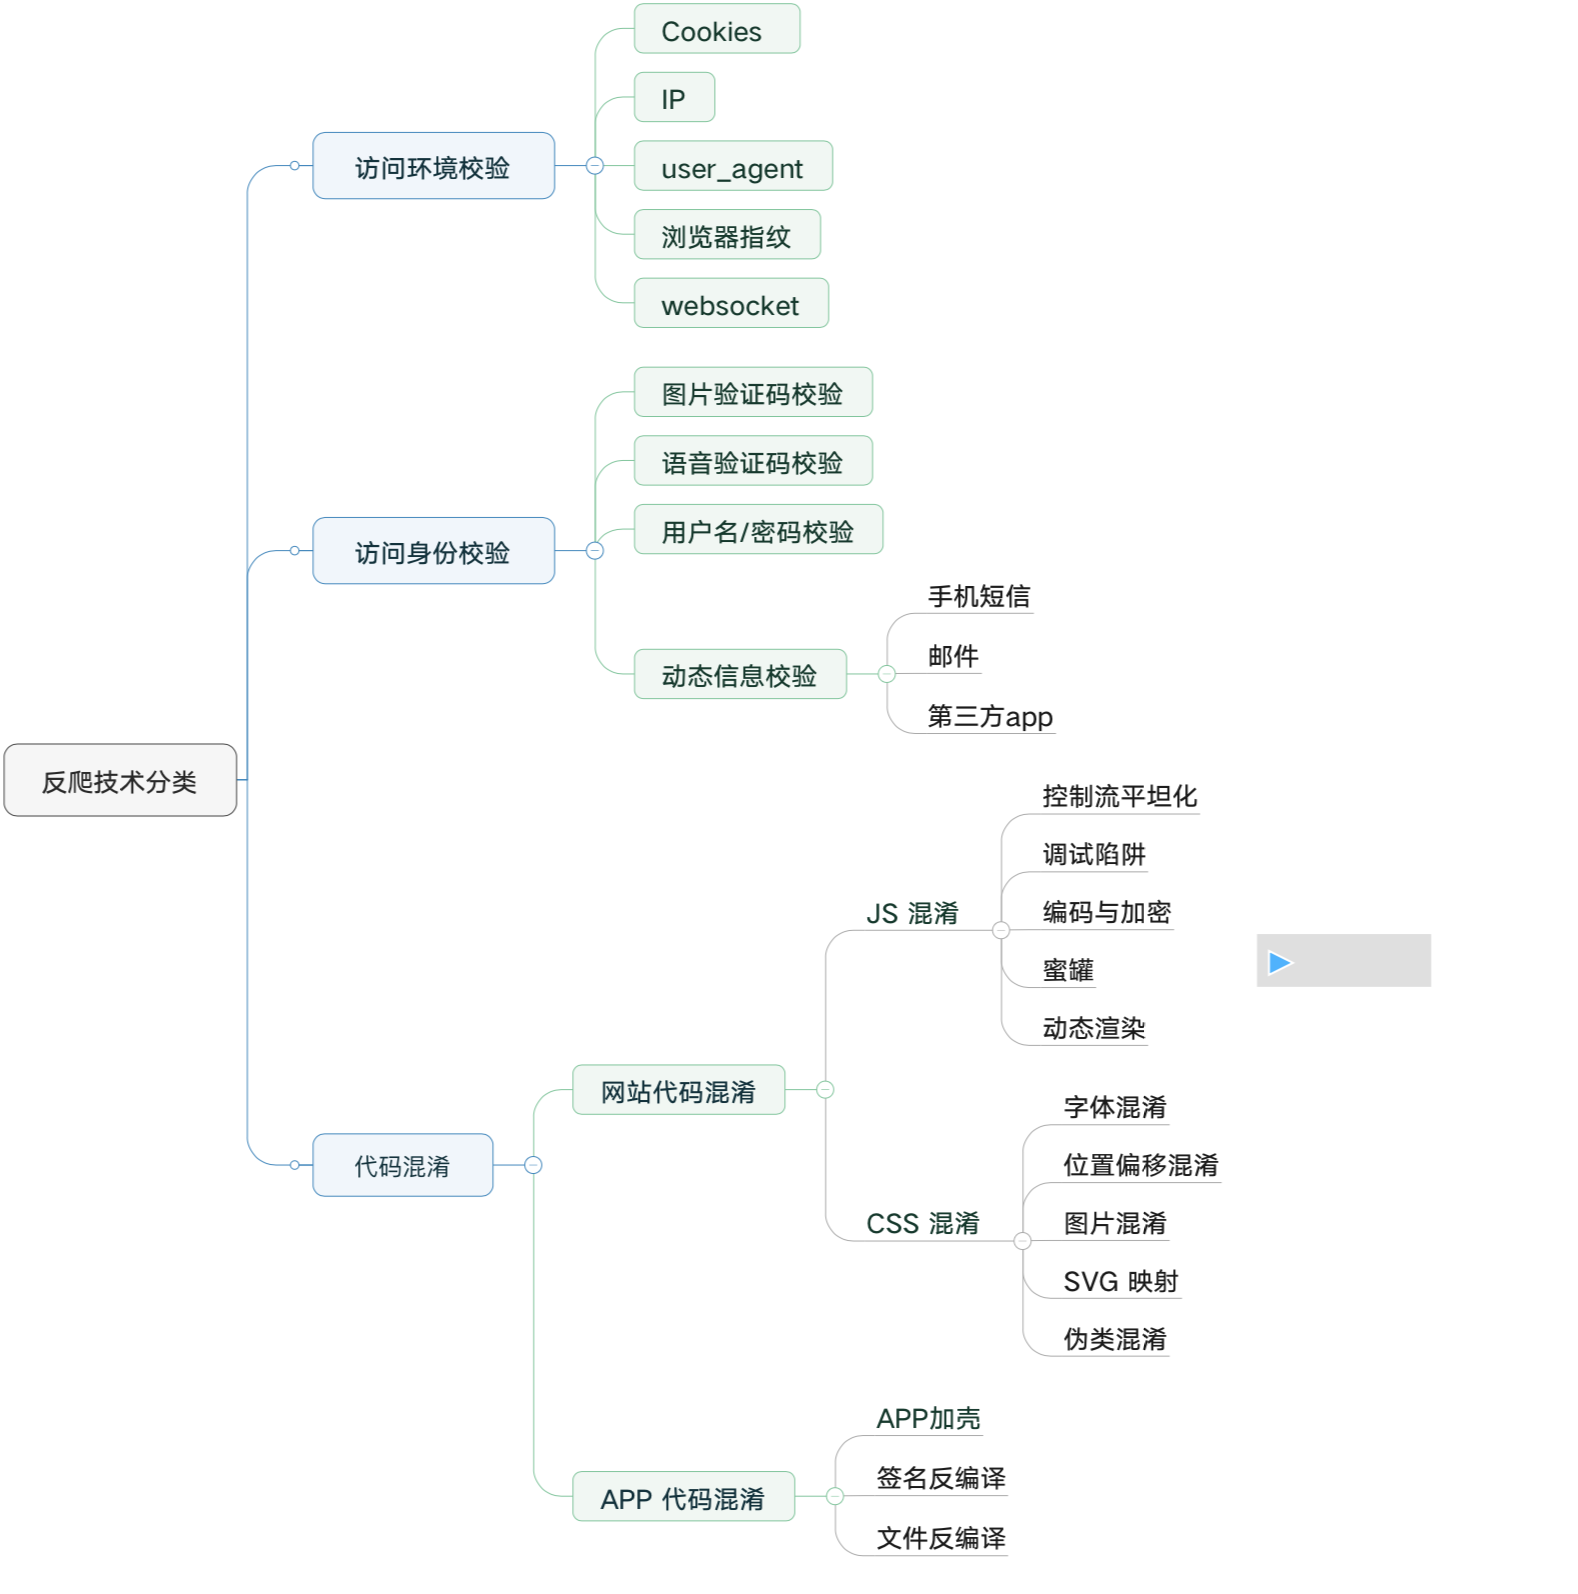 Cookies
IP
访问环境校验
user_agent
浏览器指纹
websocket
图片验证码校验
语音验证码校验
用户名/密码校验
访问身份校验
手机短信
邮件
动态信息校验
第三方app
反爬技术分类
控制流平坦化
调试陷阱
JS 混淆
编码与加密
蜜罐
动态渲染
网站代码混淆
字体混淆
代码混淆
位置偏移混淆
CSS 混淆
图片混淆
SVG 映射
伪类混淆
APP加壳
签名反编译
APP 代码混淆
文件反编译